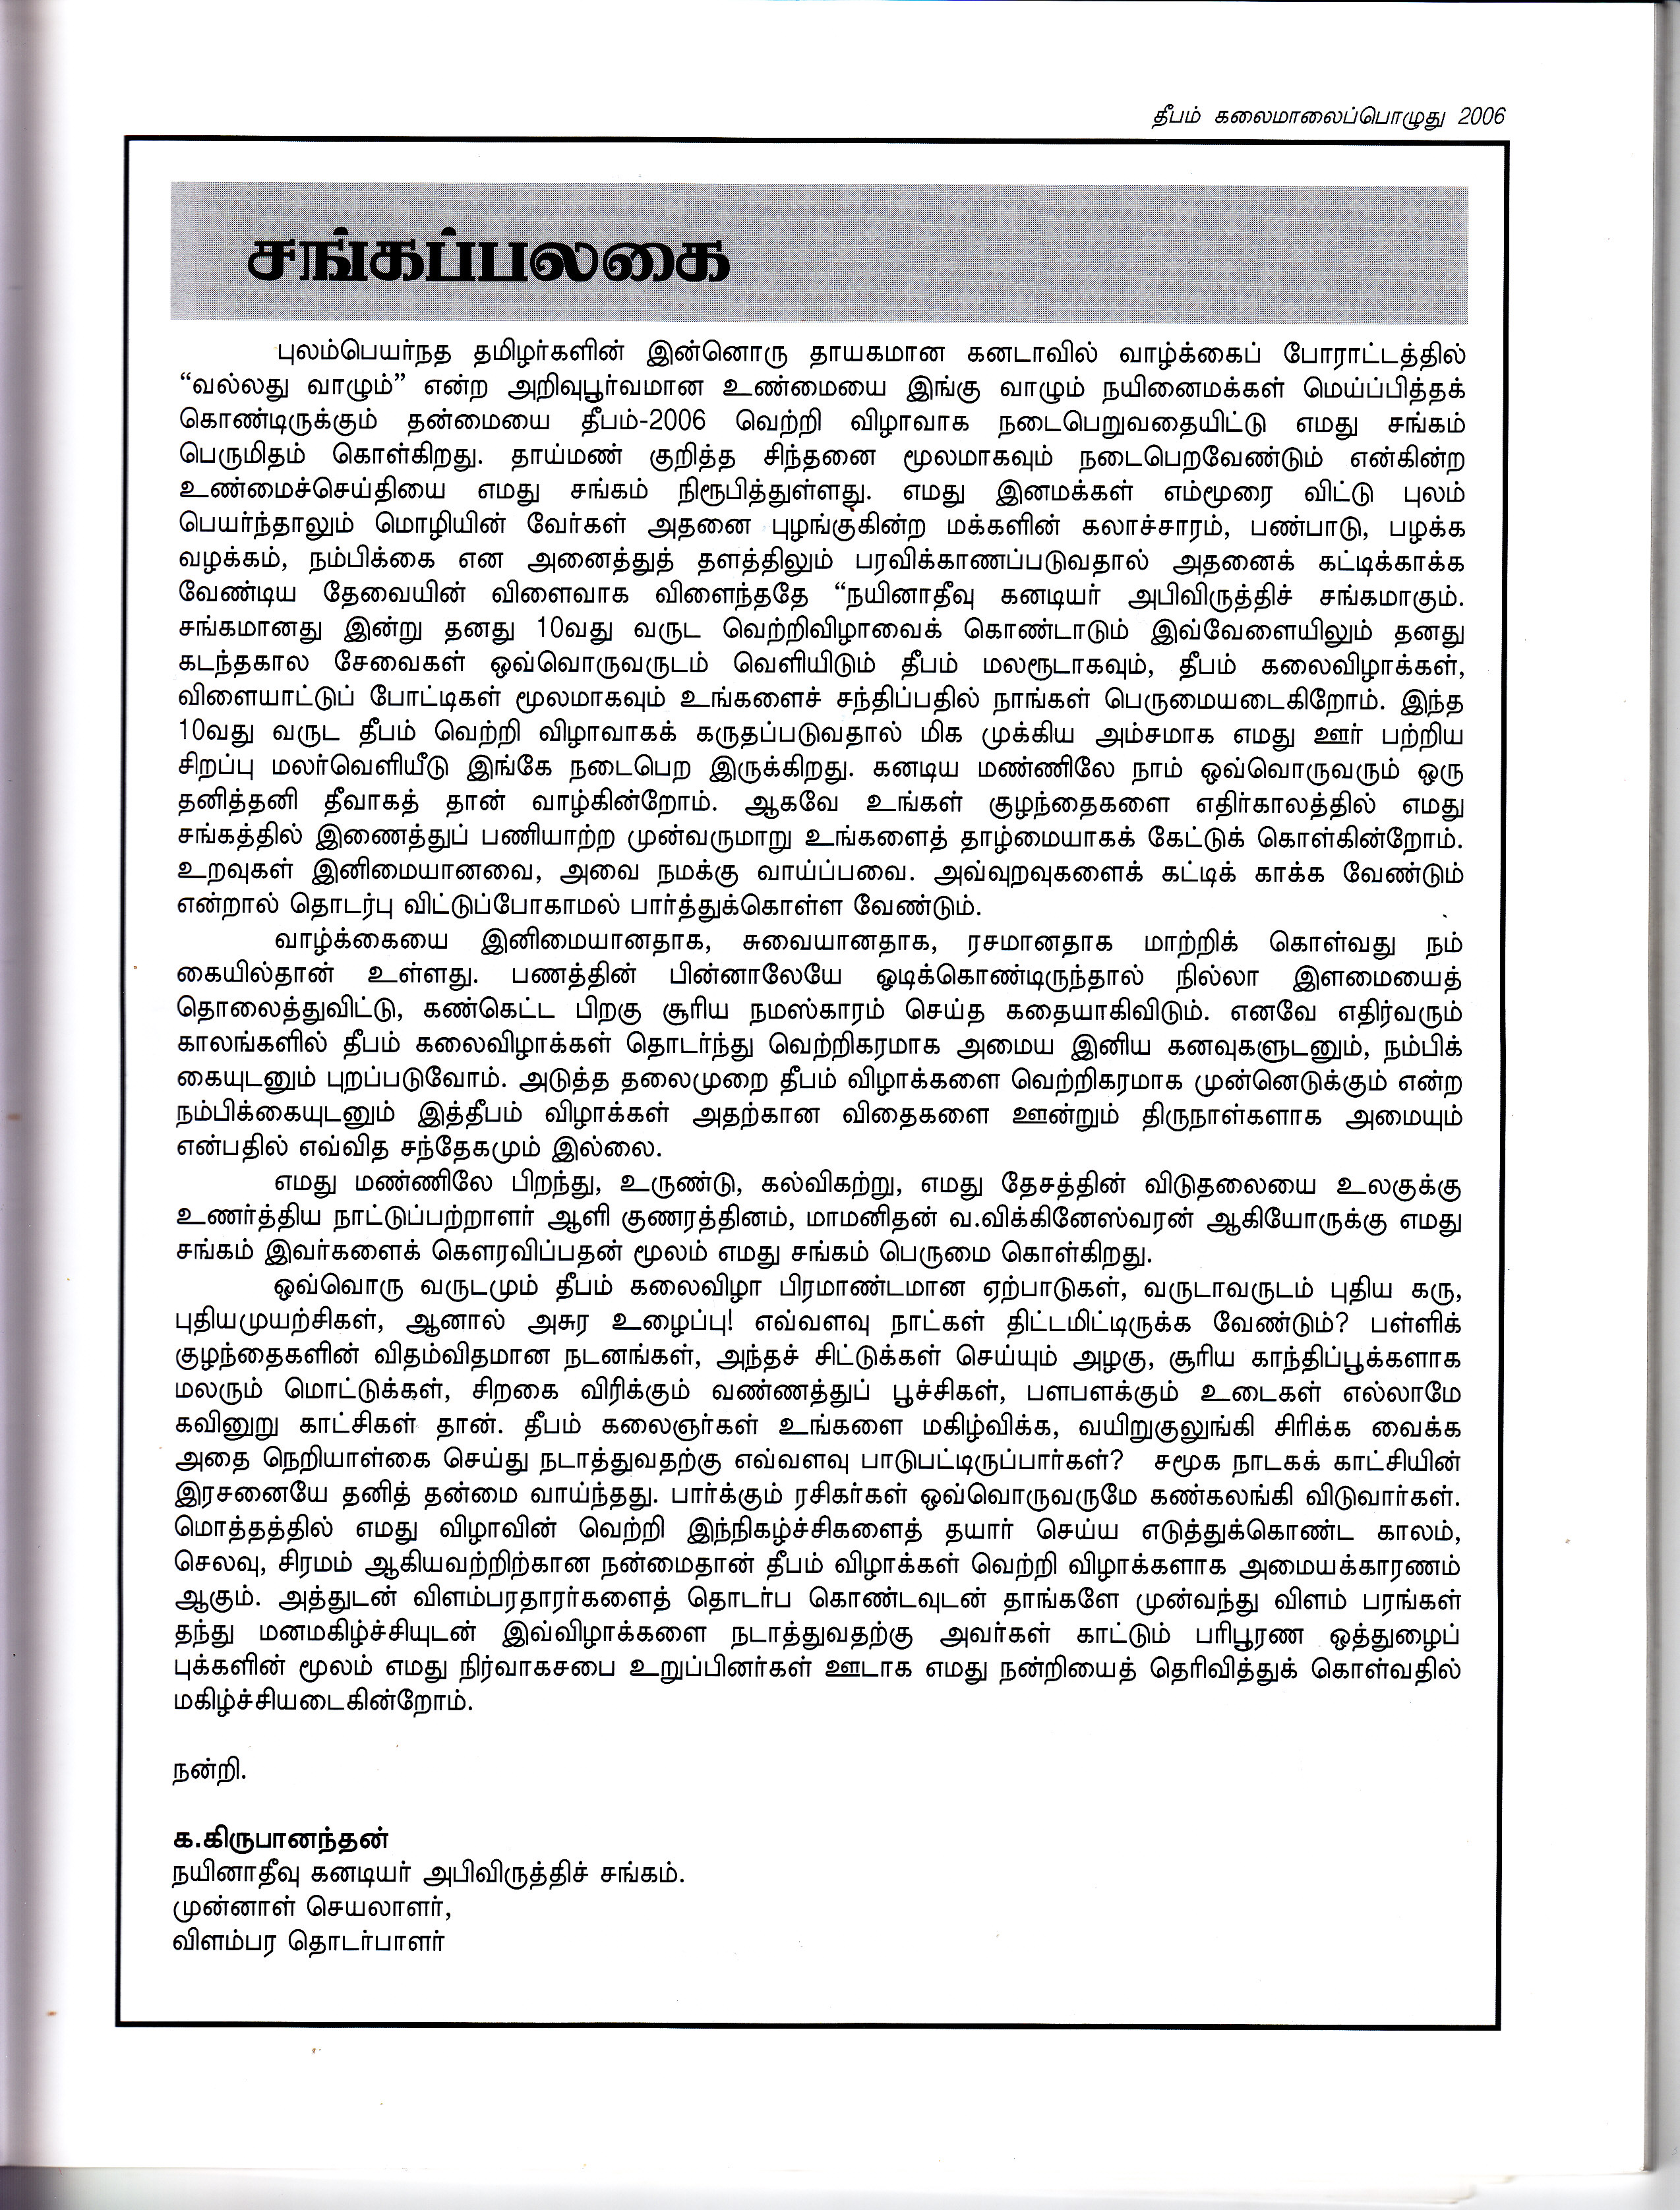 தீபம் கலைமாலைப்பொழுது 2006
சங்கப்பலகை
புலம்பெயர்நத தமிழர்களின் இன்னொரு தாயகமான கனடாவில் வாழ்க்கைப் போராட்டத்தில்
“வல்லது வாழும்” என்ற அறிவுபூர்வமான உண்மையை இங்கு வாழும் நயினைமக்கள் மெய்ப்பித்தக்
கொண்டிருக்கும் தன்மையை தீபம்-2006 வெற்றி விழாவாக நடைபெறுவதையிட்டு எமது சங்கம்
பெருமிதம் கொள்கிறது. தாய்மண் குறித்த சிந்தனை மூலமாகவும் நடைபெறவேண்டும் என்கின்ற
உண்மைச்செய்தியை எமது சங்கம் நிரூபித்துள்ளது. எமது இனமக்கள் எம்மூரை விட்டு புலம்
பெயர்ந்தாலும் மொழியின் வேர்கள் அதனை புழங்குகின்ற மக்களின் கலாச்சாரம், பண்பாடு, பழக்க
வழக்கம், நம்பிக்கை என அனைத்துத் தளத்திலும் பரவிக்காணப்படுவதால் அதனைக் கட்டிக்காக்க
வேண்டிய தேவையின் விளைவாக விளைந்ததே “நயினாதீவு கனடியர் அபிவிருத்திச் சங்கமாகும்.
சங்கமானது இன்று தனது 10வது வருட வெற்றிவிழாவைக் கொண்டாடும் இவ்வேளையிலும் தனது
கடந்தகால சேவைகள் ஒவ்வொருவருடம் வெளியிடும் தீபம் மலரூடாகவும், தீபம் கலைவிழாக்கள்,
விளையாட்டுப் போட்டிகள் மூலமாகவும் உங்களைச் சந்திப்பதில் நாங்கள் பெருமையடைகிறோம். இந்த
10வது வருட தீபம் வெற்றி விழாவாகக் கருதப்படுவதால் மிக முக்கிய அம்சமாக எமது ஊர் பற்றிய
சிறப்பு மலர்வெளியீடு இங்கே நடைபெற இருக்கிறது. கனடிய மண்ணிலே நாம் ஒவ்வொருவரும் ஒரு
தனித்தனி தீவாகத் தான் வாழ்கின்றோம். ஆகவே உங்கள் குழந்தைகளை எதிர்காலத்தில் எமது
சங்கத்தில் இணைத்துப் பணியாற்ற முன்வருமாறு உங்களைத் தாழ்மையாகக் கேட்டுக் கொள்கின்றோம்.
உறவுகள் இனிமையானவை, அவை நமக்கு வாய்ப்பவை. அவ்வுறவுகளைக் கட்டிக் காக்க வேண்டும்
என்றால் தொடர்பு விட்டுப்போகாமல் பார்த்துக்கொள்ள வேண்டும்.
வாழ்க்கையை இனிமையானதாக, சுவையானதாக, ரசமானதாக மாற்றிக் கொள்வது நம்
கையில்தான் உள்ளது. பணத்தின் பின்னாலேயே ஓடிக்கொண்டிருந்தால் நில்லா இளமையைத்
தொலைத்துவிட்டு, கண்கெட்ட பிறகு சூரிய நமஸ்காரம் செய்த கதையாகிவிடும். எனவே எதிர்வரும்
காலங்களில் தீபம் கலைவிழாக்கள் தொடர்ந்து வெற்றிகரமாக அமைய இனிய கனவுகளுடனும், நம்பிக்
கையுடனும் புறப்படுவோம். அடுத்த தலைமுறை தீபம் விழாக்களை வெற்றிகரமாக முன்னெடுக்கும் என்ற
நம்பிக்கையுடனும் இத்தீபம் விழாக்கள் அதற்கான விதைகளை ஊன்றும் திருநாள்களாக அமையும்
என்பதில் எவ்வித சந்தேகமும் இல்லை.
எமது மண்ணிலே பிறந்து, உருண்டு, கல்விகற்று, எமது தேசத்தின் விடுதலையை உலகுக்கு
உணர்த்திய நாட்டுப்பற்றாளர் ஆளி குணரத்தினம், மாமனிதன் வ.விக்கினேஸ்வரன் ஆகியோருக்கு எமது
சங்கம் இவர்களைக் கௌரவிப்பதன் மூலம் எமது சங்கம் பெருமை கொள்கிறது.
ஒவ்வொரு வருடமும் தீபம் கலைவிழா பிரமாண்டமான ஏற்பாடுகள், வருடாவருடம் புதிய கரு,
புதியமுயற்சிகள், ஆனால் அசுர உழைப்பு! எவ்வளவு நாட்கள் திட்டமிட்டிருக்க வேண்டும்? பள்ளிக்
குழந்தைகளின் விதம்விதமான நடனங்கள், அந்தச் சிட்டுக்கள் செய்யும் அழகு, சூரிய காந்திப்பூக்களாக
மலரும் மொட்டுக்கள், சிறகை விரிக்கும் வண்ணத்துப் பூச்சிகள், பளபளக்கும் உடைகள் எல்லாமே
கவினுறு காட்சிகள் தான். தீபம் கலைஞர்கள் உங்களை மகிழ்விக்க, வயிறுகுலுங்கி சிரிக்க வைக்க
அதை நெறியாள்கை செய்து நடாத்துவதற்கு எவ்வளவு பாடுபட்டிருப்பார்கள்? சமூக நாடகக் காட்சியின்
இரசனையே தனித் தன்மை வாய்ந்தது. பார்க்கும் ரசிகர்கள் ஒவ்வொருவருமே கண்கலங்கி விடுவார்கள்.
மொத்தத்தில் எமது விழாவின் வெற்றி இந்நிகழ்ச்சிகளைத் தயார் செய்ய எடுத்துக்கொண்ட காலம்,
செலவு, சிரமம் ஆகியவற்றிற்கான நன்மைதான் தீபம் விழாக்கள் வெற்றி விழாக்களாக அமையக்காரணம்
ஆகும். அத்துடன் விளம்பரதாரர்களைத் தொடர்ப கொண்டவுடன் தாங்களே முன்வந்து விளம் பரங்கள்
தந்து மனமகிழ்ச்சியுடன் இவ்விழாக்களை நடாத்துவதற்கு அவர்கள் காட்டும் பரிபூரண ஒத்துழைப்
புக்களின் மூலம் எமது நிர்வாகசபை உறுப்பினர்கள் ஊடாக எமது நன்றியைத் தெரிவித்துக் கொள்வதில்
மகிழ்ச்சியடைகின்றோம்.
நன்றி.
க.கிருபானந்தன்
நயினாதீவு கனடியர் அபிவிருத்திச் சங்கம்.
முன்னாள் செயலாளர்,
விளம்பர தொடர்பாளர்